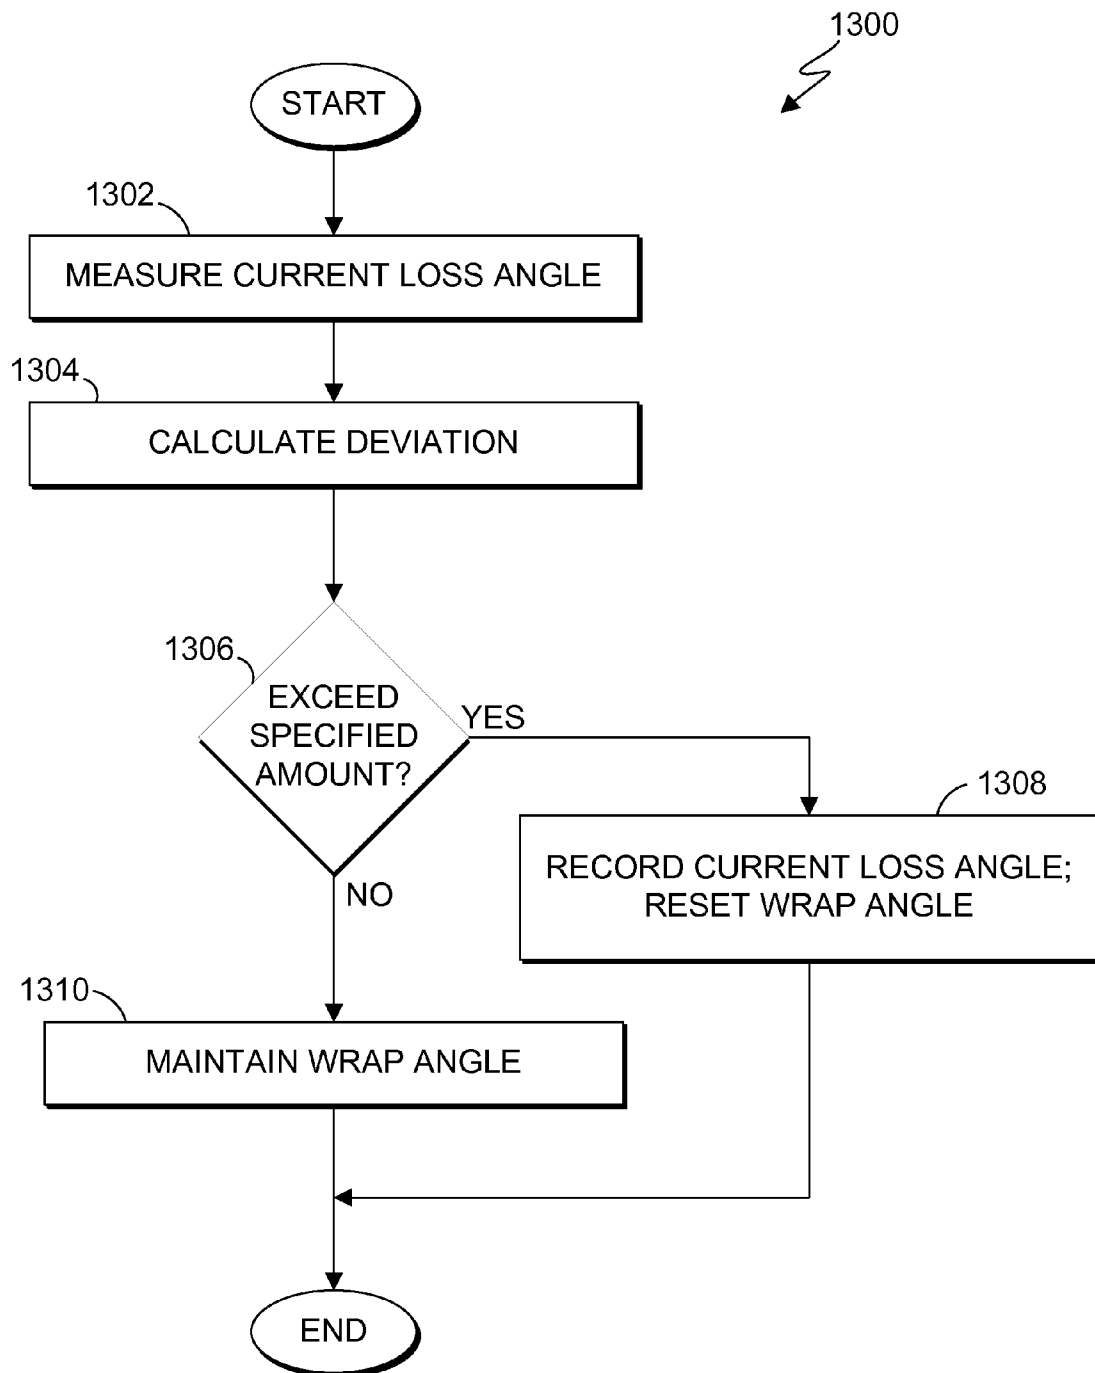 1300
START
1302
MEASURE CURRENT LOSS ANGLE
1304
CALCULATE DEVIATION
1306
EXCEED
SPECIFIED
AMOUNT?
YES
NO
1308
RECORD CURRENT LOSS ANGLE;
RESET WRAP ANGLE
1310
MAINTAIN WRAP ANGLE
END